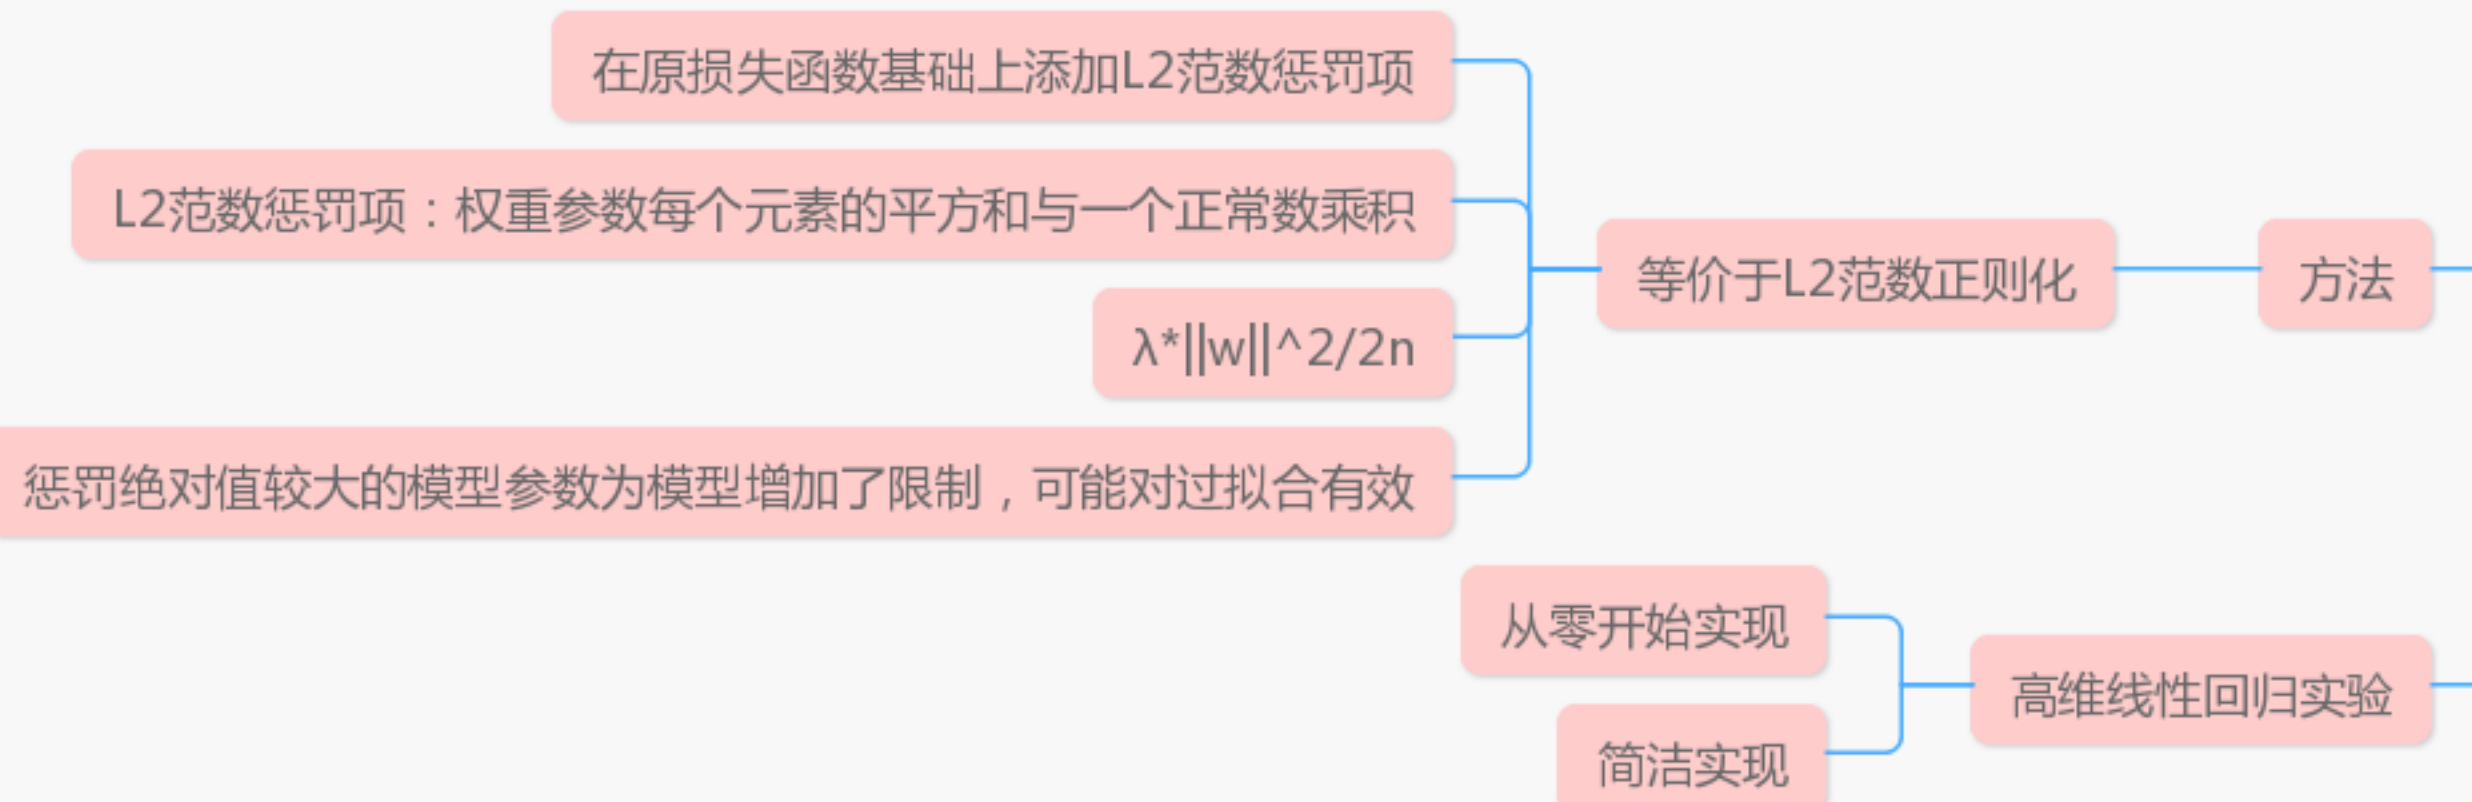 在原损失函数基础上添加L2范数惩罚项
L2范数惩罚项：权重参数每个元素的平方和与一个正常数乘积
等价于L2范数正则化
方法
λ*||w||^2/2n
惩罚绝对值较大的模型参数为模型增加了限制，可能对过拟合有效
从零开始实现
高维线性回归实验
简洁实现